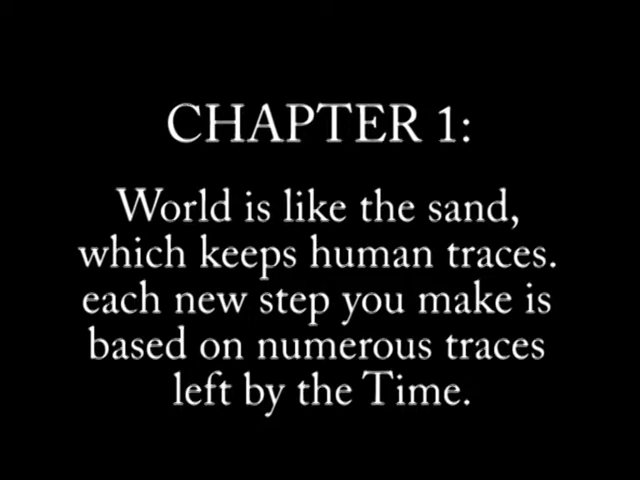 CHAPTER 1:
World is like the sand,
which keeps human traces.
each new step you make is
based on numerous traces
left by the Time.